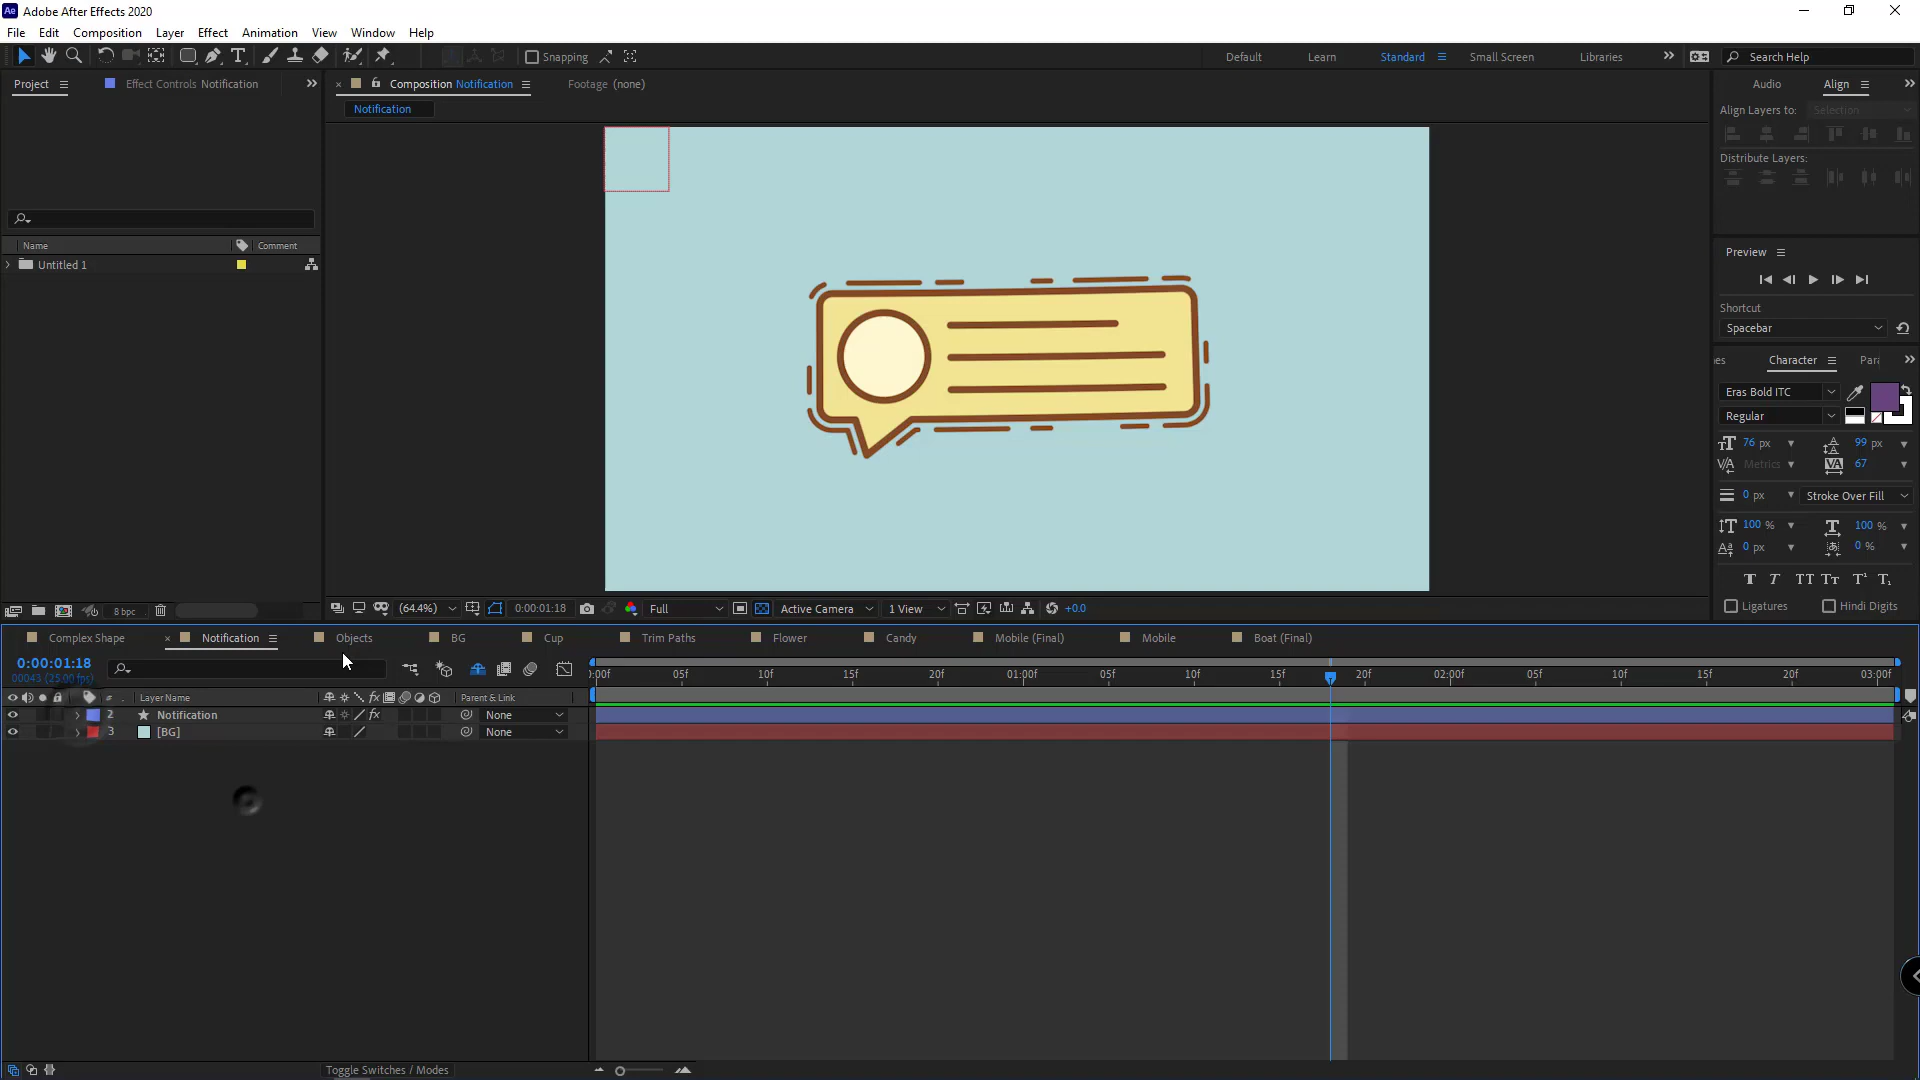 Ae Adobe After Effects 2020
File Edit Composition Layer Effect Animation View Window Help
Snapping
Default Learn Standard Small Screen Libraries
Search Help
Project
Effect Controls Notification
Composition Notification
Footage (none)
Audio Align
Notification
Align Layers to: Selection
Distribute Layers:
Name Comment
Untitled 1
Preview
Shortcut
Spacebar
Character
Eras Bold ITC
Regular
76 px
99 px
Metrics
67
0 px
Stroke Over Fill
100 %
100 %
0 px
0 %
Ligatures
Hindi Digits
8 bpc
(64.4%)
0:00:01:18
Full
Active Camera
1 View
+0.0
Complex Shape
Notification
Objects
BG
Cup
Trim Paths
Flower
Candy
Mobile (Final)
Mobile
Boat (Final)
0:00:01:18
00043 (25.00 fps)
:00f 05f 10f 15f 20f 01:00f 05f 10f 15f 20f 02:00f 05f 10f 15f 20f 03:00f
# Layer Name
Parent & Link
2 Notification
None
3 [BG]
None
Toggle Switches / Modes